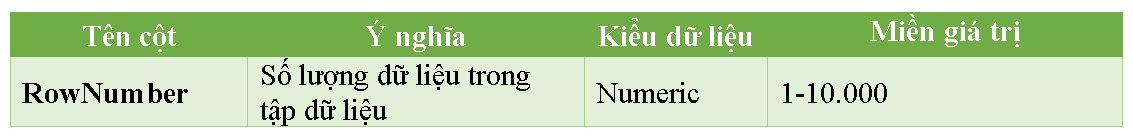 Tên cột Ý nghĩa Kiểu dữ liệu Miền giá trị
RowNumber Số lượng dữ liệu trong tập dữ liệu Numeric 1-10.000